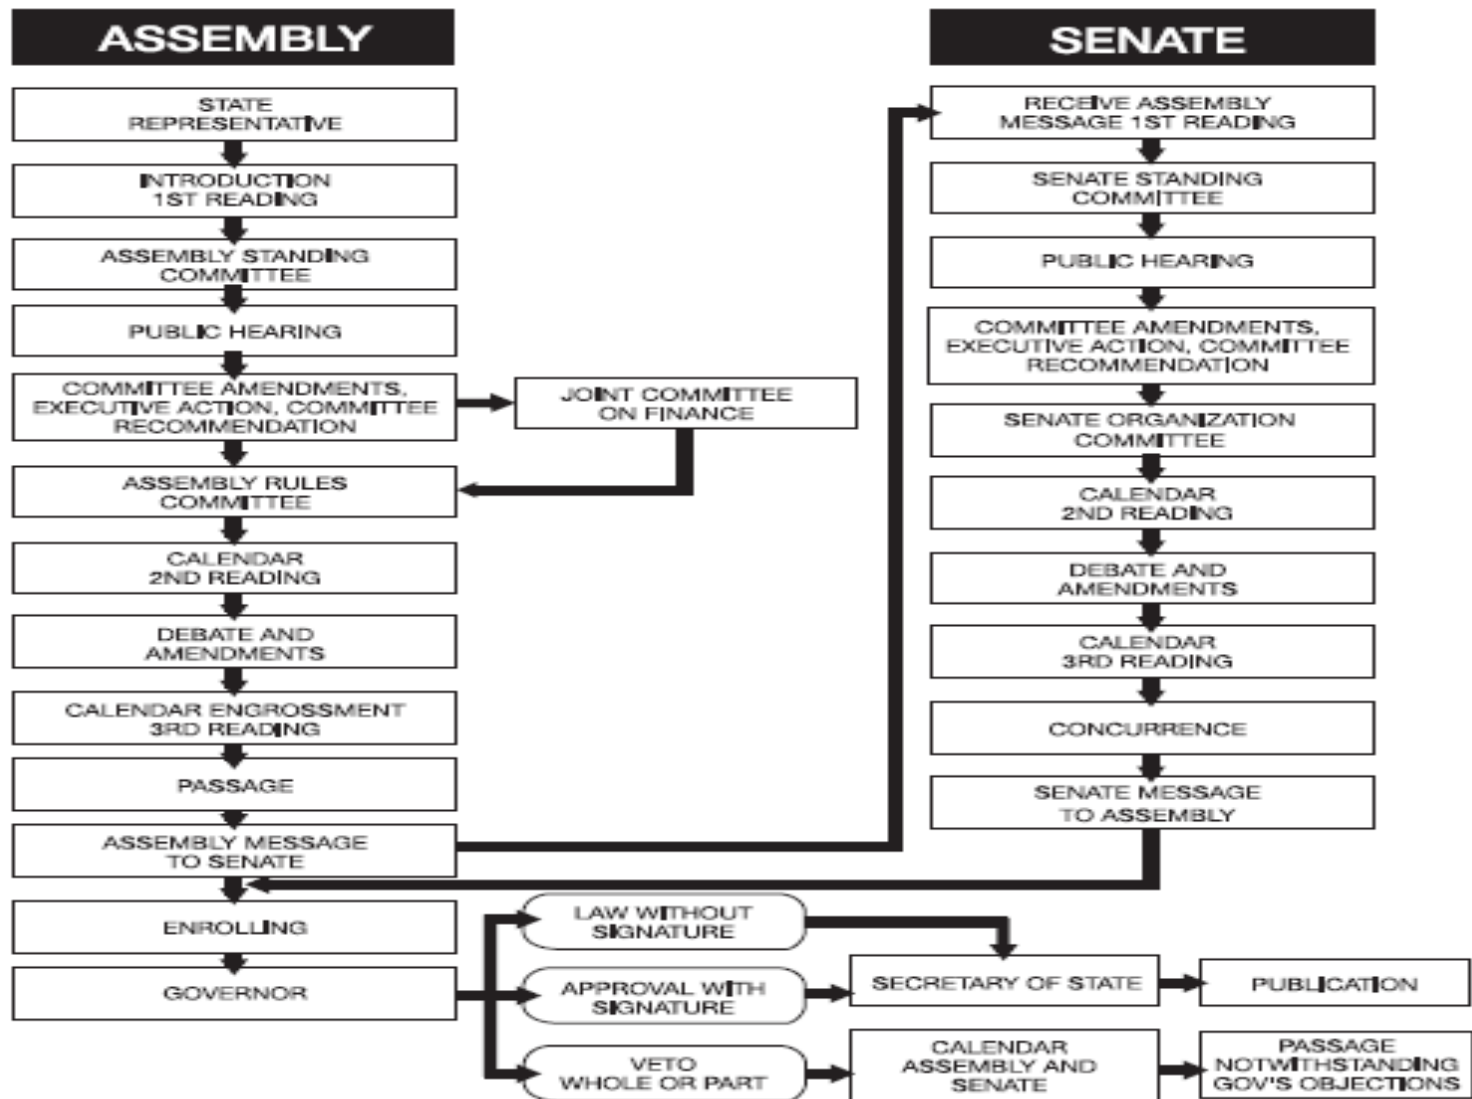 ASSEMBLY
STATE
REPRESENTATIVE
INTRODUCTION
1ST READING
ASSEMBLY STANDING
COMMITTEE
PUBLIC HEARING
COMMITTEE AMENDMENTS,
EXECUTIVE ACTION, COMMITTEE
RECOMMENDATION
JOINT COMMITTEE
ON FINANCE
ASSEMBLY RULES
COMMITTEE
CALENDAR
2ND READING
DEBATE AND
AMENDMENTS
CALENDAR ENGROSSMENT
3RD READING
PASSAGE
ASSEMBLY MESSAGE
TO SENATE
SENATE
RECEIVE ASSEMBLY
MESSAGE 1ST READING
SENATE STANDING
COMMITTEE
PUBLIC HEARING
COMMITTEE AMENDMENTS,
EXECUTIVE ACTION, COMMITTEE
RECOMMENDATION
SENATE ORGANIZATION
COMMITTEE
CALENDAR
2ND READING
DEBATE AND
AMENDMENTS
CALENDAR
3RD READING
CONCURRENCE
SENATE MESSAGE
TO ASSEMBLY
ENROLLING
GOVERNOR
LAW WITHOUT
SIGNATURE
APPROVAL WITH
SIGNATURE
SECRETARY OF STATE
PUBLICATION
VETO
WHOLE OR PART
CALENDAR
ASSEMBLY AND
SENATE
PASSAGE
NOTWITHSTANDING
GOV'S OBJECTIONS